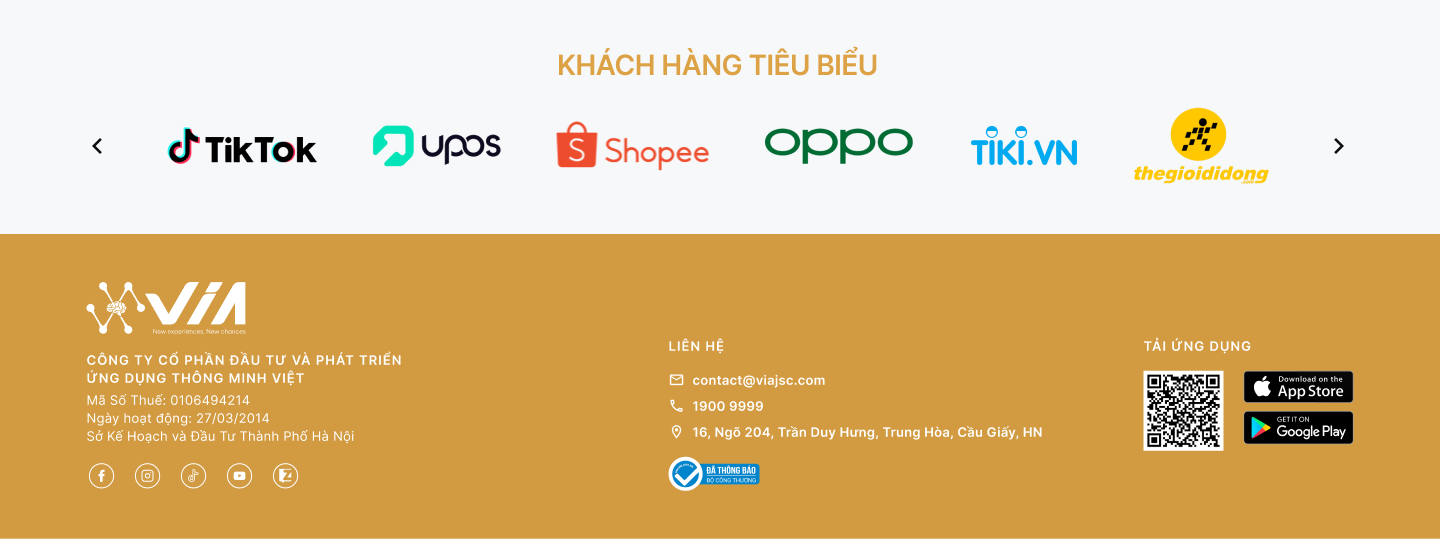 KHÁCH HÀNG TIÊU BIỂU
TikTok
upos
Shopee
oppo
TIKI.VN
thegioididong
.com
VIA
New experiences, New chances
CÔNG TY CỔ PHẦN ĐẦU TƯ VÀ PHÁT TRIỂN
ỨNG DỤNG THÔNG MINH VIỆT
Mã Số Thuế: 0106494214
Ngày hoạt động: 27/03/2014
Sở Kế Hoạch và Đầu Tư Thành Phố Hà Nội
LIÊN HỆ
contact@viajsc.com
1900 9999
16, Ngõ 204, Trần Duy Hưng, Trung Hòa, Cầu Giấy, HN
ĐÃ THÔNG BÁO
BỘ CÔNG THƯƠNG
TẢI ỨNG DỤNG
Download on the
App Store
GET IT ON
Google Play